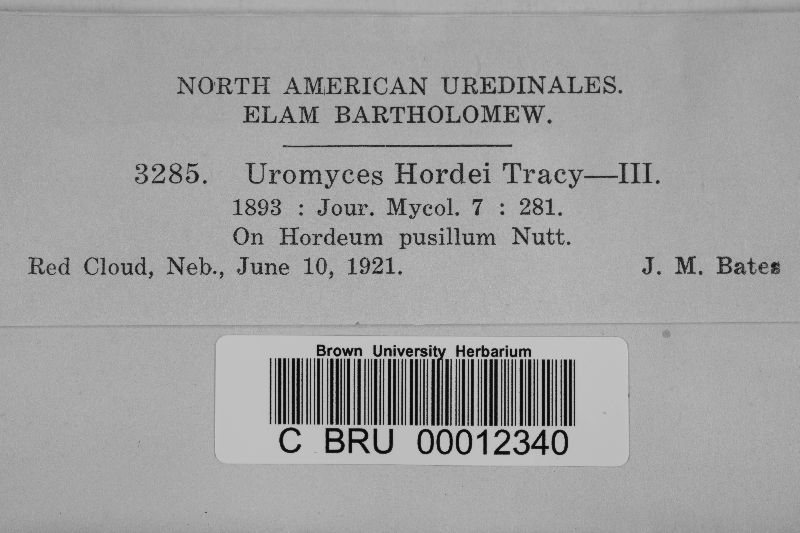 NORTH AMERICAN UREDINALES.
ELAM BARTHOLOMEW.
3285. Uromyces Hordei Tracy—III.
1893 : Jour. Mycol. 7 : 281.
On Hordeum pusillum Nutt.
Red Cloud, Neb., June 10, 1921. J. M. Bates
Brown University Herbarium
C BRU 00012340